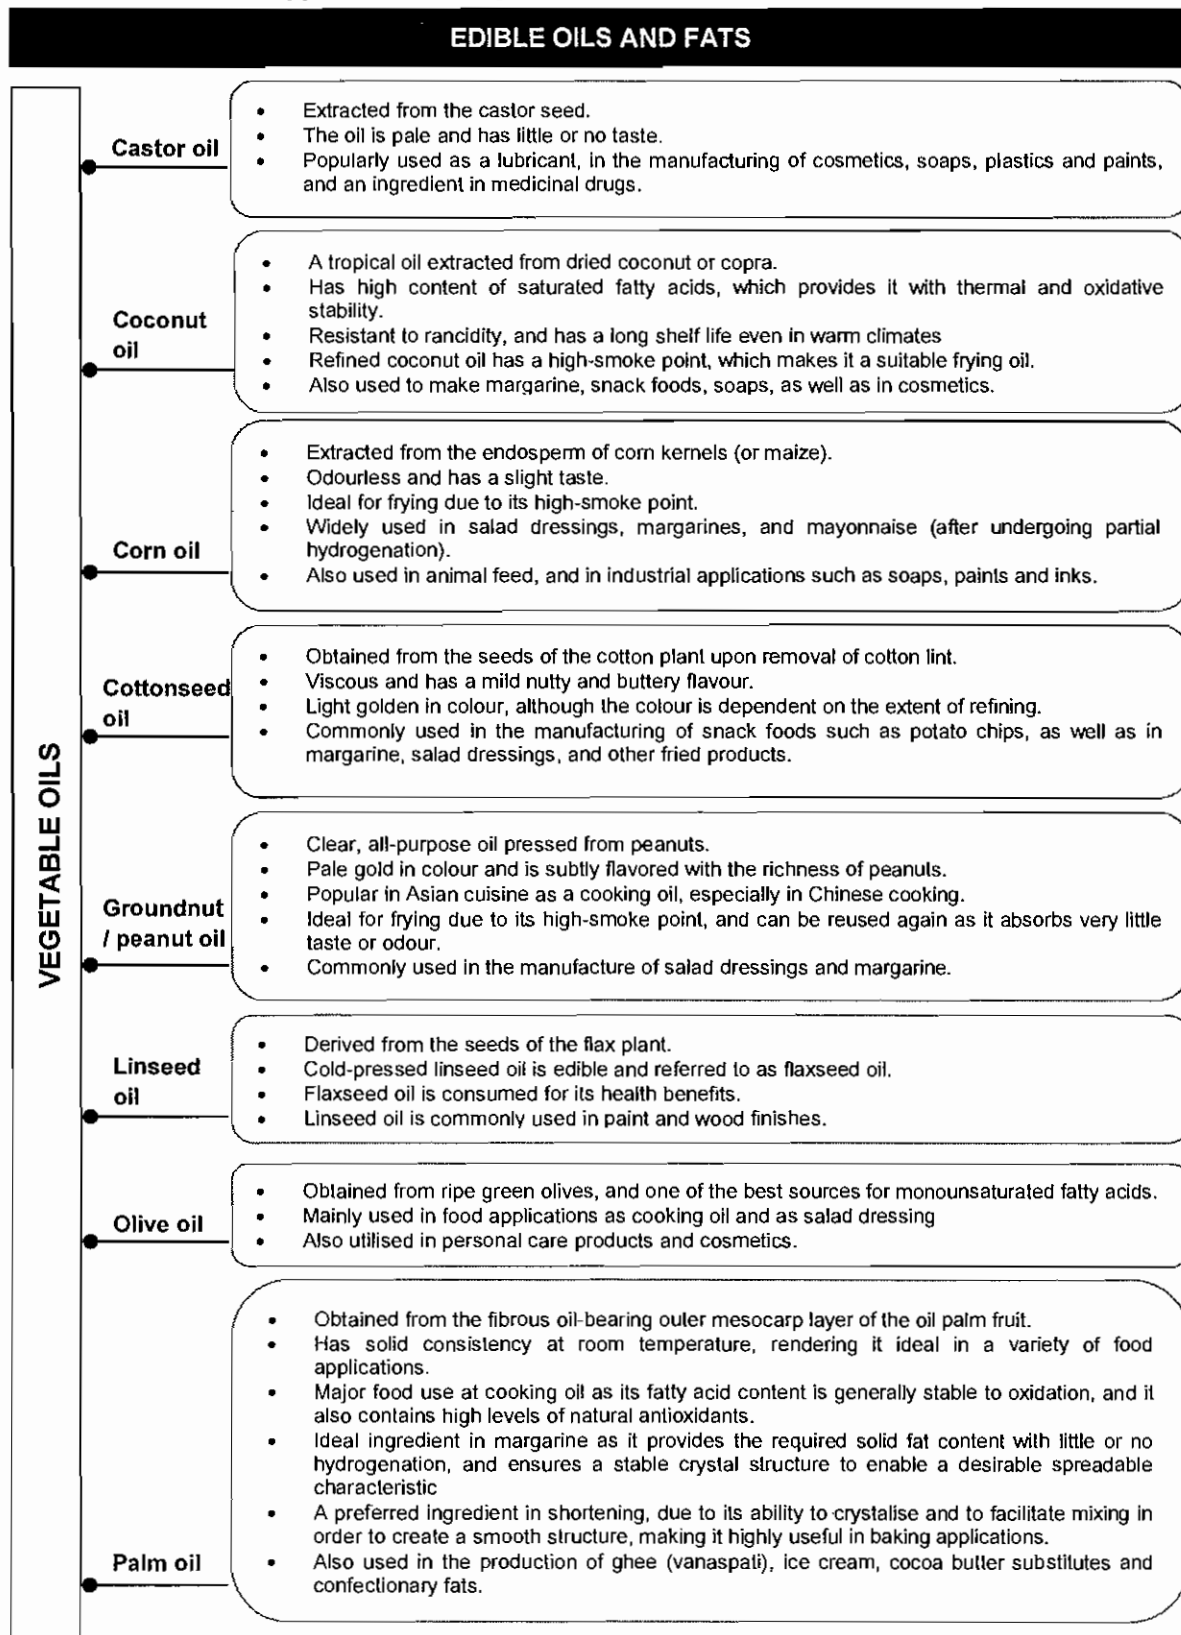 EDIBLE OILS AND FATS
VEGETABLE OILS
Castor oil
• Extracted from the castor seed.
• The oil is pale and has little or no taste.
• Popularly used as a lubricant, in the manufacturing of cosmetics, soaps, plastics and paints,
and an ingredient in medicinal drugs.
Coconut
oil
• A tropical oil extracted from dried coconut or copra.
• Has high content of saturated fatty acids, which provides it with thermal and oxidative
stability.
• Resistant to rancidity, and has a long shelf life even in warm climates
• Refined coconut oil has a high-smoke point, which makes it a suitable frying oil.
• Also used to make margarine, snack foods, soaps, as well as in cosmetics.
Corn oil
• Extracted from the endosperm of corn kernels (or maize).
• Odourless and has a slight taste.
• Ideal for frying due to its high-smoke point.
• Widely used in salad dressings, margarines, and mayonnaise (after undergoing partial
hydrogenation).
• Also used in animal feed, and in industrial applications such as soaps, paints and inks.
Cottonseed
oil
• Obtained from the seeds of the cotton plant upon removal of cotton lint.
• Viscous and has a mild nutty and buttery flavour.
• Light golden in colour, although the colour is dependent on the extent of refining.
• Commonly used in the manufacturing of snack foods such as potato chips, as well as in
margarine, salad dressings, and other fried products.
Groundnut
/ peanut oil
• Clear, all-purpose oil pressed from peanuts.
• Pale gold in colour and is subtly flavored with the richness of peanuts.
• Popular in Asian cuisine as a cooking oil, especially in Chinese cooking.
• Ideal for frying due to its high-smoke point, and can be reused again as it absorbs very little
taste or odour.
• Commonly used in the manufacture of salad dressings and margarine.
Linseed
oil
• Derived from the seeds of the flax plant.
• Cold-pressed linseed oil is edible and referred to as flaxseed oil.
• Flaxseed oil is consumed for its health benefits.
• Linseed oil is commonly used in paint and wood finishes.
Olive oil
• Obtained from ripe green olives, and one of the best sources for monounsaturated fatty acids.
• Mainly used in food applications as cooking oil and as salad dressing
• Also utilised in personal care products and cosmetics.
Palm oil
• Obtained from the fibrous oil-bearing outer mesocarp layer of the oil palm fruit.
• Has solid consistency at room temperature, rendering it ideal in a variety of food
applications.
• Major food use at cooking oil as its fatty acid content is generally stable to oxidation, and it
also contains high levels of natural antioxidants.
• Ideal ingredient in margarine as it provides the required solid fat content with little or no
hydrogenation, and ensures a stable crystal structure to enable a desirable spreadable
characteristic
• A preferred ingredient in shortening, due to its ability to crystalise and to facilitate mixing in
order to create a smooth structure, making it highly useful in baking applications.
• Also used in the production of ghee (vanaspati), ice cream, cocoa butter substitutes and
confectionary fats.